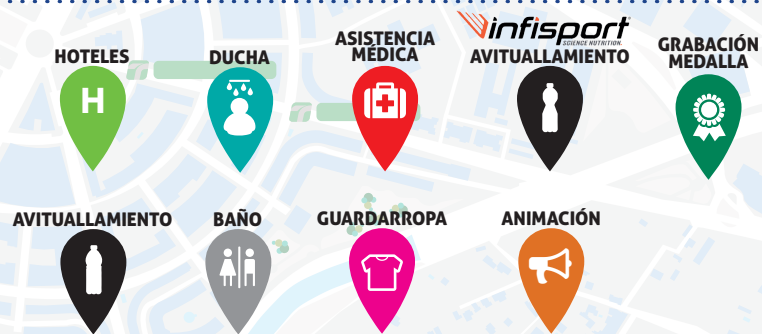 infisport
SCIENCE NUTRITION.
HOTELES
DUCHA
ASISTENCIA
MÉDICA
AVITUALLAMIENTO
GRABACIÓN
MEDALLA
H
AVITUALLAMIENTO
BAÑO
GUARDARROPA
ANIMACIÓN